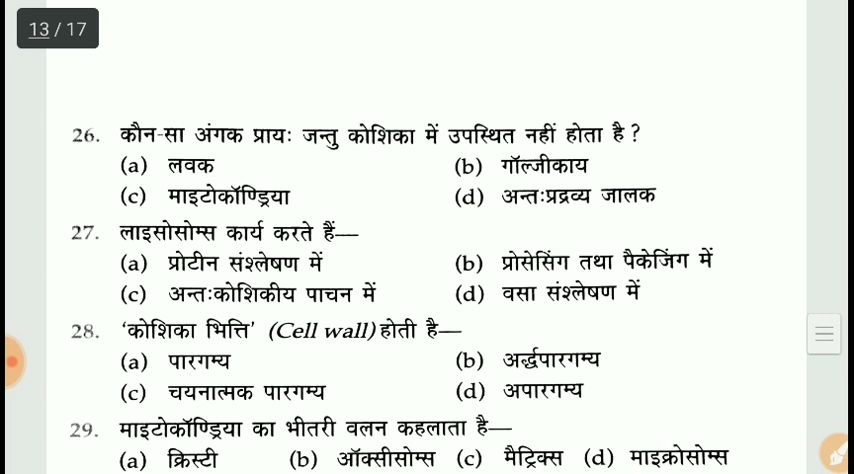 13 / 17
26. कौन-सा अंगक प्रायः जन्तु कोशिका में उपस्थित नहीं होता है ?
(a) लवक (b) गॉल्जीकाय
(c) माइटोकॉण्ड्रिया (d) अन्तःप्रद्रव्य जालक
27. लाइसोसोम्स कार्य करते हैं—
(a) प्रोटीन संश्लेषण में (b) प्रोसेसिंग तथा पैकेजिंग में
(c) अन्तःकोशिकीय पाचन में (d) वसा संश्लेषण में
28. ‘कोशिका भित्ति’ (Cell wall) होती है—
(a) पारगम्य (b) अर्द्धपारगम्य
(c) चयनात्मक पारगम्य (d) अपारगम्य
29. माइटोकॉण्ड्रिया का भीतरी वलन कहलाता है—
(a) क्रिस्टी (b) ऑक्सीसोम्स (c) मैट्रिक्स (d) माइक्रोसोम्स